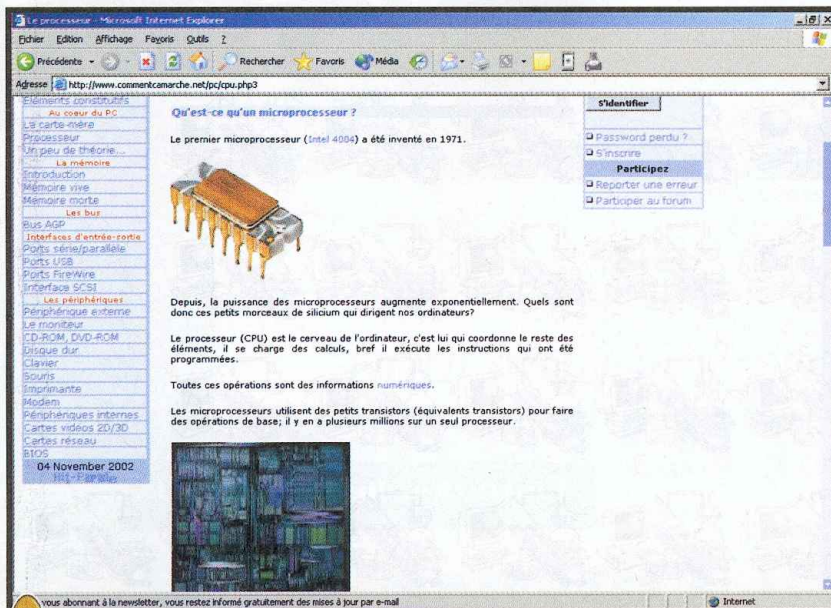 Le processeur - Microsoft Internet Explorer
Fichier Edition Affichage Favoris Outils ?
Précédente Rechercher Favoris Média
Adresse http://www.commentcamarche.net/pc/cpu.php3
Eléments constitutifs
Au coeur du PC
La carte-mère
Processeur
Un peu de théorie...
La mémoire
Introduction
Mémoire vive
Mémoire morte
Les bus
Bus AGP
Interfaces d'entrée-sortie
Ports série/parallèle
Ports USB
Ports FireWire
Interface SCSI
Les périphériques
Périphérique externe
Le moniteur
CD-ROM, DVD-ROM
Disque dur
Clavier
Souris
Imprimante
Modem
Périphériques internes
Cartes vidéos 2D/3D
Cartes réseau
BIOS
04 November 2002
Hit-Parade
Qu'est-ce qu'un microprocesseur ?
Le premier microprocesseur (Intel 4004) a été inventé en 1971.
Depuis, la puissance des microprocesseurs augmente exponentiellement. Quels sont
donc ces petits morceaux de silicium qui dirigent nos ordinateurs?
Le processeur (CPU) est le cerveau de l'ordinateur, c'est lui qui coordonne le reste des
éléments, il se charge des calculs, bref il exécute les instructions qui ont été
programmées.
Toutes ces opérations sont des informations numériques.
Les microprocesseurs utilisent des petits transistors (équivalents transistors) pour faire
des opérations de base; il y en a plusieurs millions sur un seul processeur.
S'identifier
Password perdu ?
S'inscrire
Participez
Reporter une erreur
Participer au forum
vous abonnant à la newsletter, vous restez informé gratuitement des mises à jour par e-mail
Internet